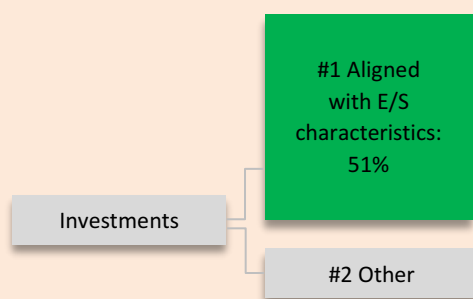 #1 Aligned
with E/S
characteristics:
51%
Investments
#2 Other